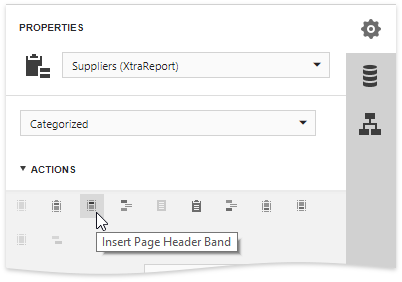 PROPERTIES
Suppliers (XtraReport)
Categorized
ACTIONS
Insert Page Header Band